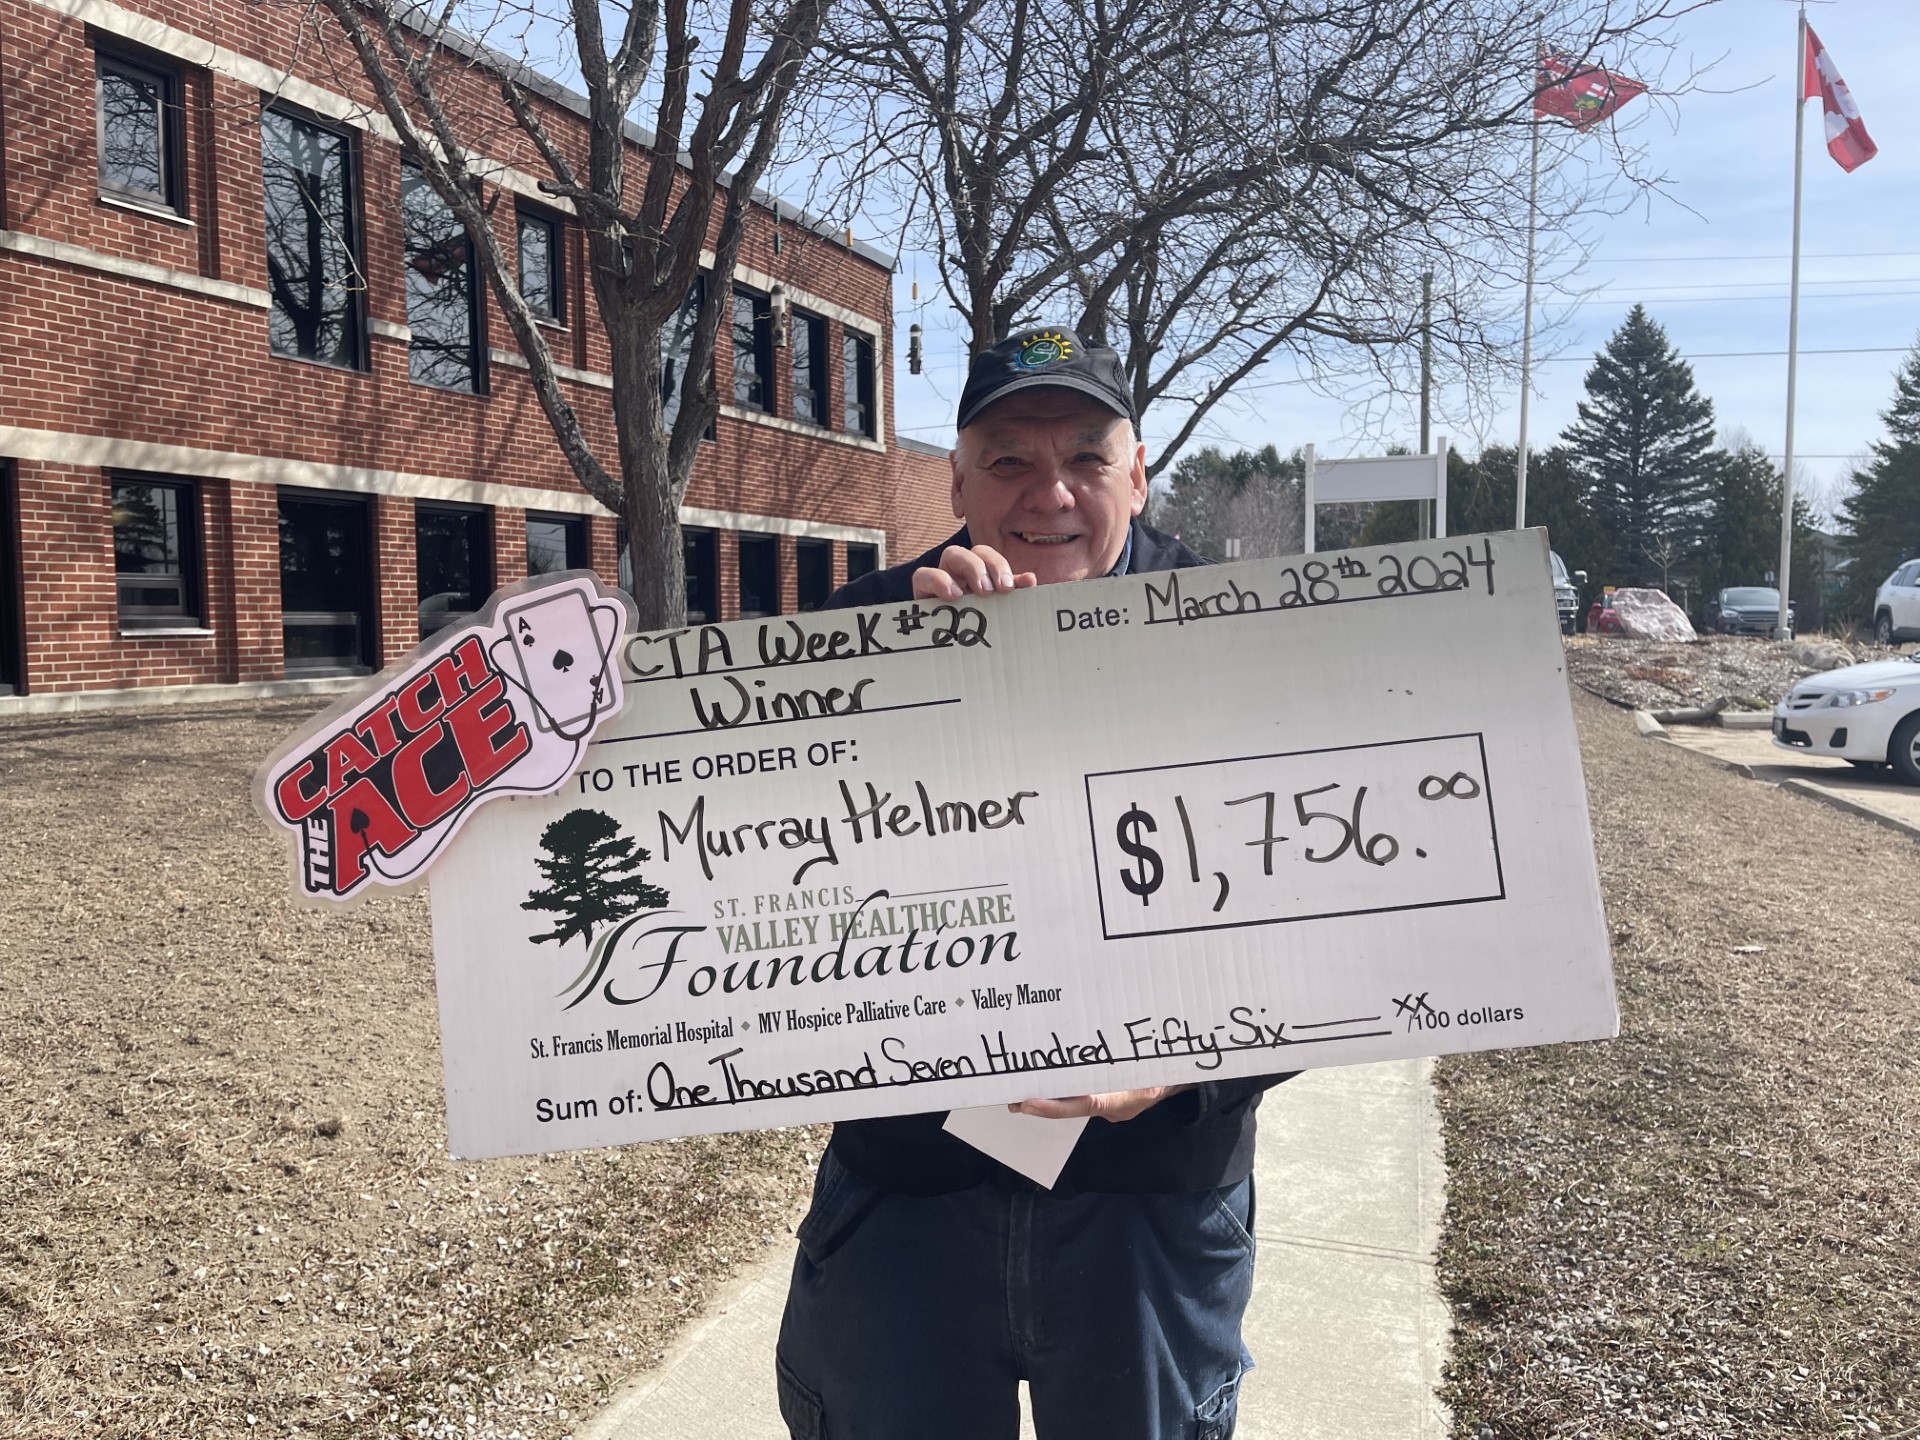 CATCH
THE ACE
A
CTA Week #22
Winner
Date: March 28th 2024
TO THE ORDER OF:
Murray Helmer
$1,756.00
ST. FRANCIS
VALLEY HEALTHCARE
Foundation
St. Francis Memorial Hospital ◆ MV Hospice Palliative Care ◆ Valley Manor
Sum of: One Thousand Seven Hundred Fifty-Six xx/100 dollars